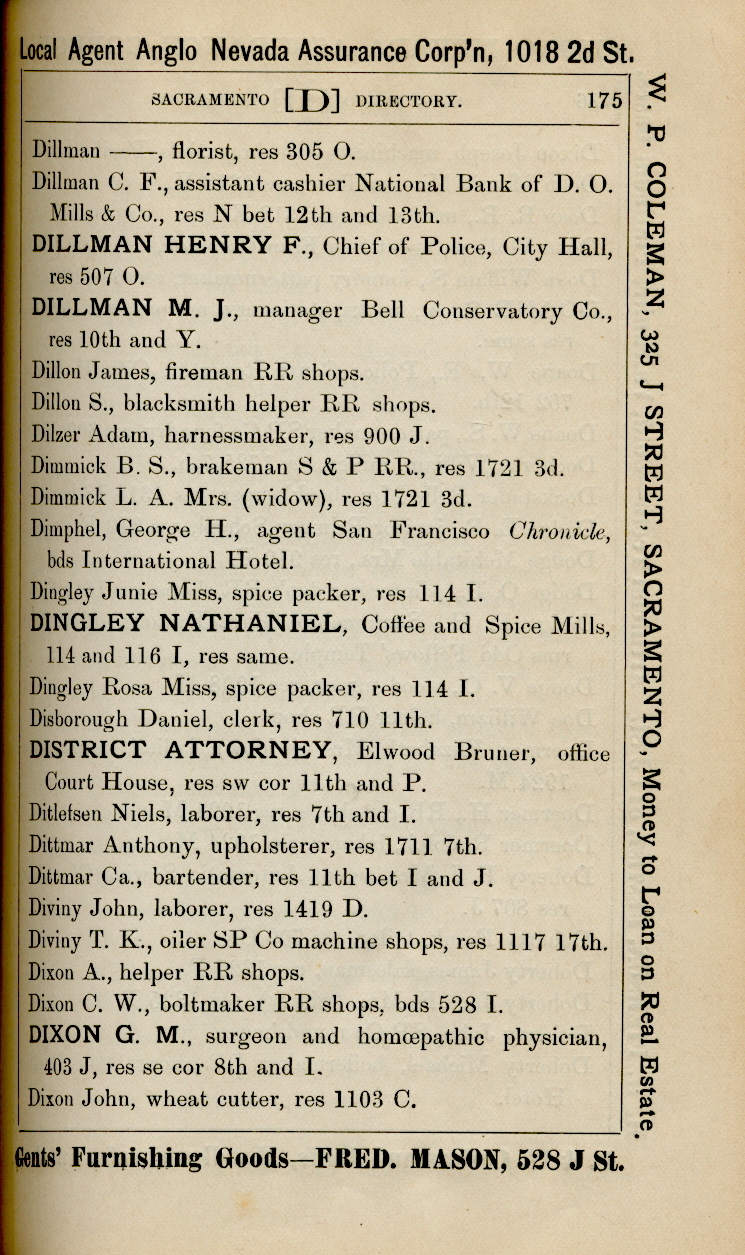 Local Agent Anglo Nevada Assurance Corp'n, 1018 2d St.
SACRAMENTO [D] DIRECTORY. 175
Dillman ——, florist, res 305 O.
Dillman C. F., assistant cashier National Bank of D. O.
Mills & Co., res N bet 12th and 13th.
DILLMAN HENRY F., Chief of Police, City Hall,
res 507 O.
DILLMAN M. J., manager Bell Conservatory Co.,
res 10th and Y.
Dillon James, fireman RR shops.
Dillon S., blacksmith helper RR shops.
Dilzer Adam, harnessmaker, res 900 J.
Dimmick B. S., brakeman S & P RR., res 1721 3d.
Dimmick L. A. Mrs. (widow), res 1721 3d.
Dimphel, George H., agent San Francisco Chronicle,
bds International Hotel.
Dingley Junie Miss, spice packer, res 114 I.
DINGLEY NATHANIEL, Coffee and Spice Mills,
114 and 116 I, res same.
Dingley Rosa Miss, spice packer, res 114 I.
Disborough Daniel, clerk, res 710 11th.
DISTRICT ATTORNEY, Elwood Bruner, office
Court House, res sw cor 11th and P.
Ditlefsen Niels, laborer, res 7th and I.
Dittmar Anthony, upholsterer, res 1711 7th.
Dittmar Ca., bartender, res 11th bet I and J.
Diviny John, laborer, res 1419 D.
Diviny T. K., oiler SP Co machine shops, res 1117 17th.
Dixon A., helper RR shops.
Dixon C. W., boltmaker RR shops, bds 528 I.
DIXON G. M., surgeon and homœpathic physician,
403 J, res se cor 8th and I.
Dixon John, wheat cutter, res 1103 C.
Gents' Furnishing Goods—FRED. MASON, 528 J St.
W. P. COLEMAN, 325 J STREET, SACRAMENTO, Money to Loan on Real Estate.